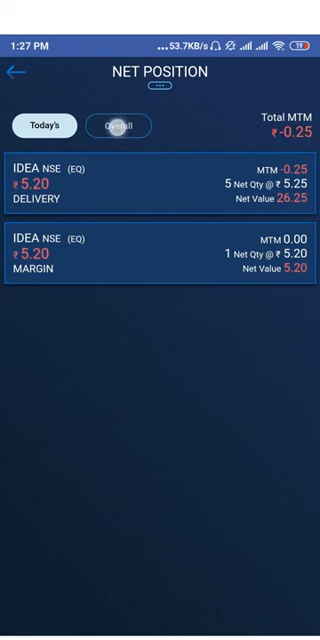 1:27 PM ...53.7KB/s 19
NET POSITION
Today's Overall Total MTM
₹ -0.25
IDEA NSE (EQ) MTM -0.25
₹ 5.20 5 Net Qty @ ₹ 5.25
DELIVERY Net Value 26.25
IDEA NSE (EQ) MTM 0.00
₹ 5.20 1 Net Qty @ ₹ 5.20
MARGIN Net Value 5.20